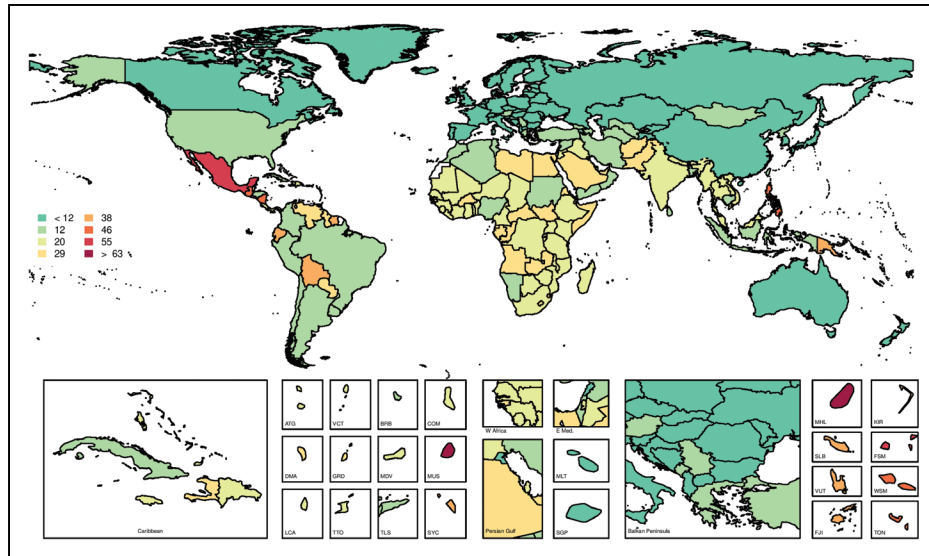 < 12 38
12 46
20 55
29 > 63
Caribbean
ATG VCT BRB COM
DMA GRD MDV MUS
LCA TTO TLS SYC
W Africa E Med.
Persian Gulf
MLT
SGP
Balkan Peninsula
MHL KIR
SLB FSM
VUT WSM
FJI TON